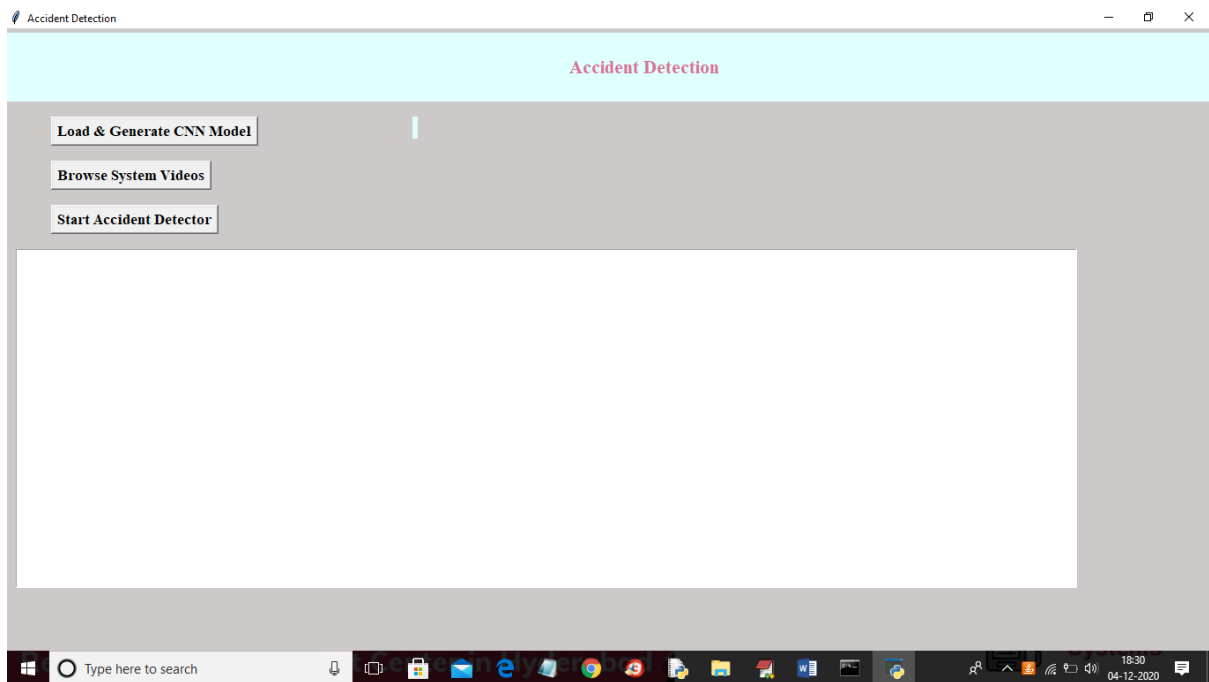 Accident Detection
Accident Detection
Load & Generate CNN Model
Browse System Videos
Start Accident Detector
Type here to search
18:30
04-12-2020